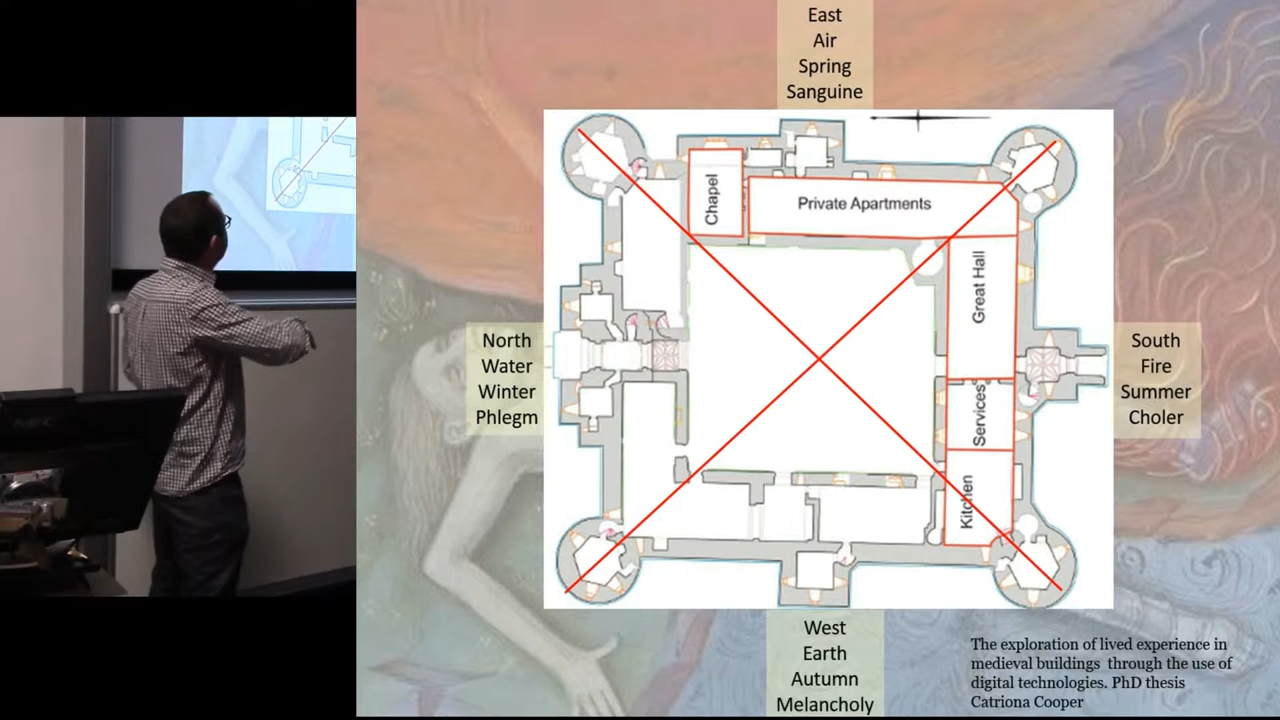 East
Air
Spring
Sanguine
Chapel
Private Apartments
Great Hall
North
Water
Winter
Phlegm
South
Fire
Summer
Choler
Services
Kitchen
West
Earth
Autumn
Melancholy
The exploration of lived experience in
medieval buildings through the use of
digital technologies. PhD thesis
Catriona Cooper